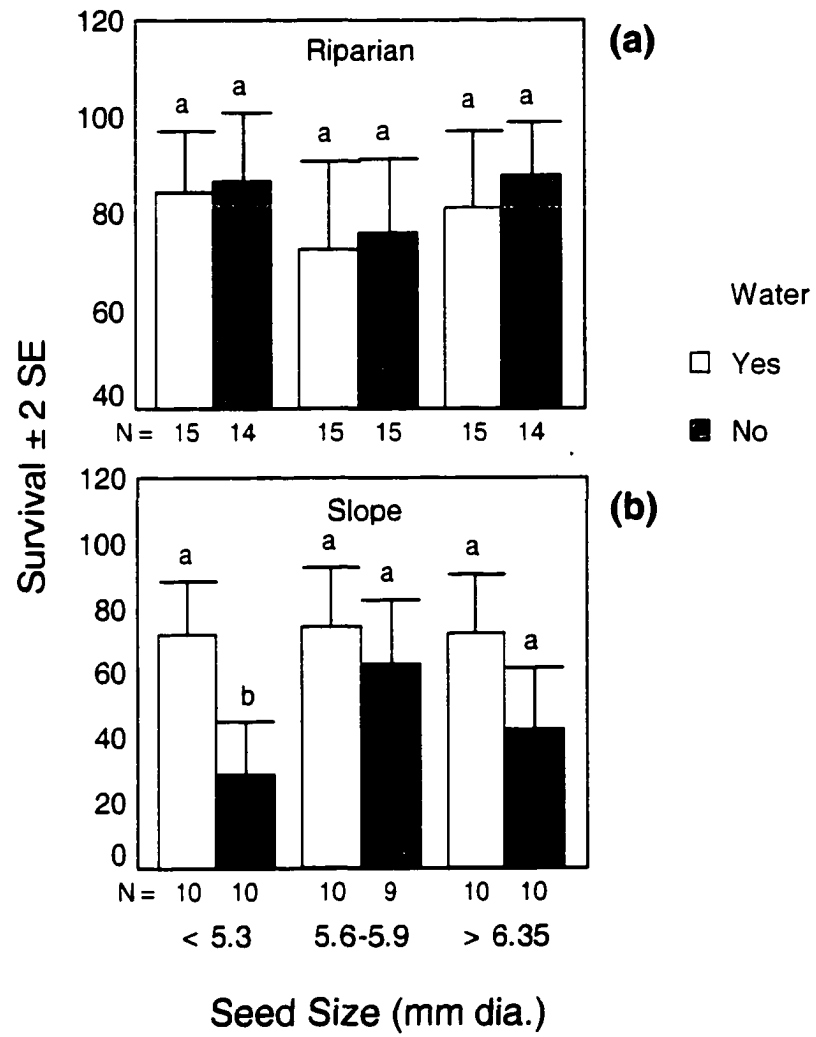 120
Riparian
(a)
a a a a a a
100
80
60
40
N = 15 14 15 15 15 14
Water
Yes
No
Survival ± 2 SE
120
Slope
(b)
a b a a a a
100
80
60
40
20
0
N = 10 10 10 9 10 10
< 5.3 5.6-5.9 > 6.35
Seed Size (mm dia.)